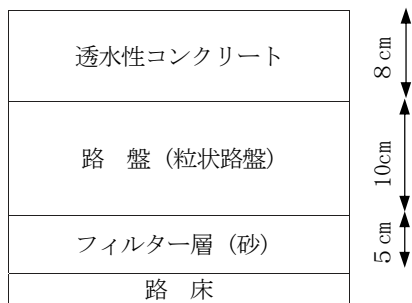 透水性コンクリート
8cm
路　盤（粒状路盤）
10cm
フィルター層（砂）
5cm
路　床